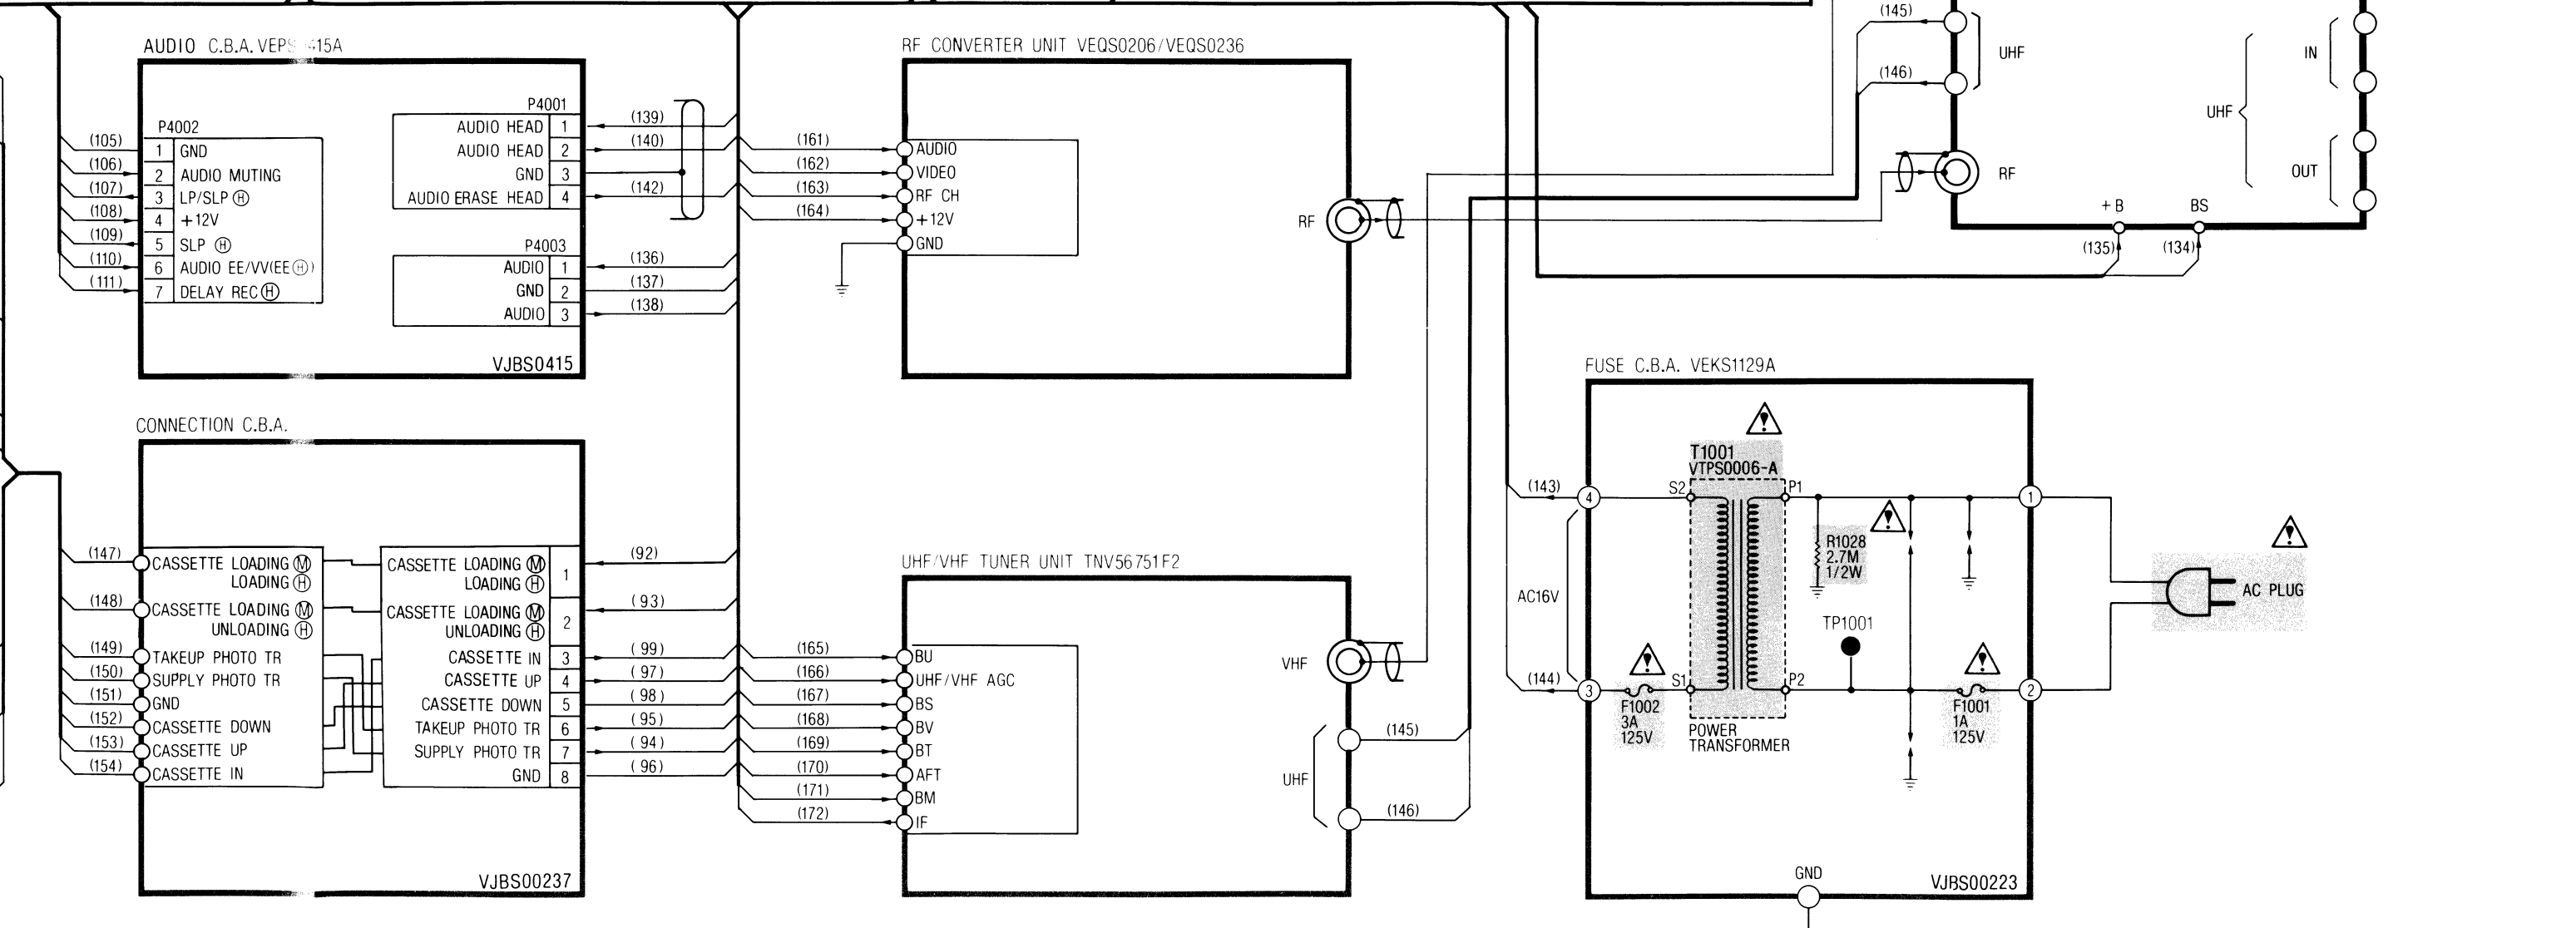 AUDIO C.B.A. VEPS 415A
P4002
(105) 1 GND
(106) 2 AUDIO MUTING
(107) 3 LP/SLP Ⓗ
(108) 4 +12V
(109) 5 SLP Ⓗ
(110) 6 AUDIO EE/VV(EEⒽ)
(111) 7 DELAY REC Ⓗ
P4001
AUDIO HEAD 1 (139)
AUDIO HEAD 2 (140)
GND 3
AUDIO ERASE HEAD 4 (142)
P4003
AUDIO 1 (136)
GND 2 (137)
AUDIO 3 (138)
VJBS0415
CONNECTION C.B.A.
(147) CASSETTE LOADING Ⓜ
LOADING Ⓗ
(148) CASSETTE LOADING Ⓜ
UNLOADING Ⓗ
(149) TAKEUP PHOTO TR
(150) SUPPLY PHOTO TR
(151) GND
(152) CASSETTE DOWN
(153) CASSETTE UP
(154) CASSETTE IN
CASSETTE LOADING Ⓜ
LOADING Ⓗ 1 (92)
CASSETTE LOADING Ⓜ
UNLOADING Ⓗ 2 (93)
CASSETTE IN 3 (99)
CASSETTE UP 4 (97)
CASSETTE DOWN 5 (98)
TAKEUP PHOTO TR 6 (95)
SUPPLY PHOTO TR 7 (94)
GND 8 (96)
VJBS00237
RF CONVERTER UNIT VEQS0206/VEQS0236
(161) AUDIO
(162) VIDEO
(163) RF CH
(164) +12V
GND
RF
UHF/VHF TUNER UNIT TNV56751F2
(165) BU
(166) UHF/VHF AGC
(167) BS
(168) BV
(169) BT
(170) AFT
(171) BM
(172) IF
VHF
UHF
(145)
(146)
(145)
(146)
UHF
RF
UHF
IN
OUT
+B
BS
(135)
(134)
FUSE C.B.A. VEKS1129A
T1001
VTPS0006-A
(143) 4 S2 P1 1
R1028
2.7M
1/2W
AC16V
AC PLUG
TP1001
(144) 3 S1 P2 2
F1002
3A
125V
POWER
TRANSFORMER
F1001
1A
125V
GND
VJBS00223